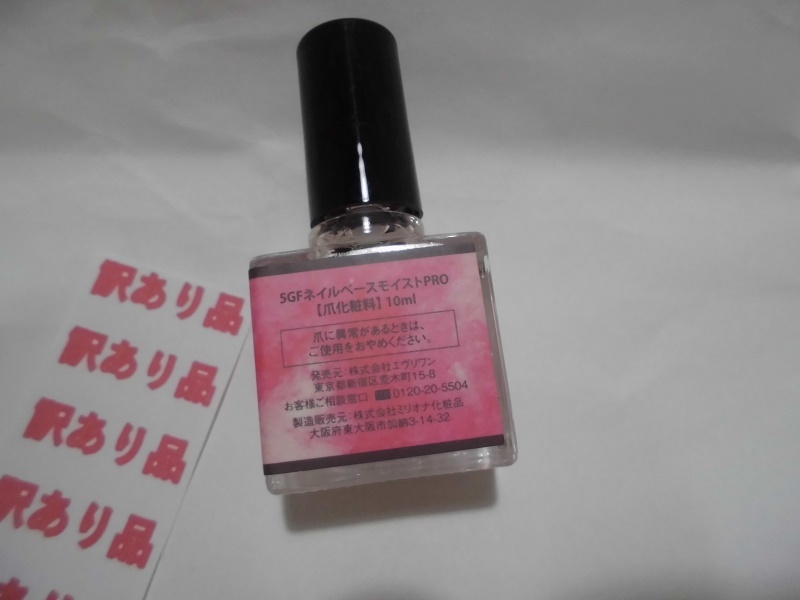 5GFネイルベースモイストPRO
【爪化粧料】10ml
爪に異常があるときは、
ご使用をおやめください。
発売元:株式会社エヴリワン
東京都新宿区荒木町15-8
お客様ご相談窓口 0120-20-5504
製造販売元:株式会社ミリオナ化粧品
大阪府東大阪市加納3-14-32
訳あり品
訳あり品
訳あり品
訳あり品